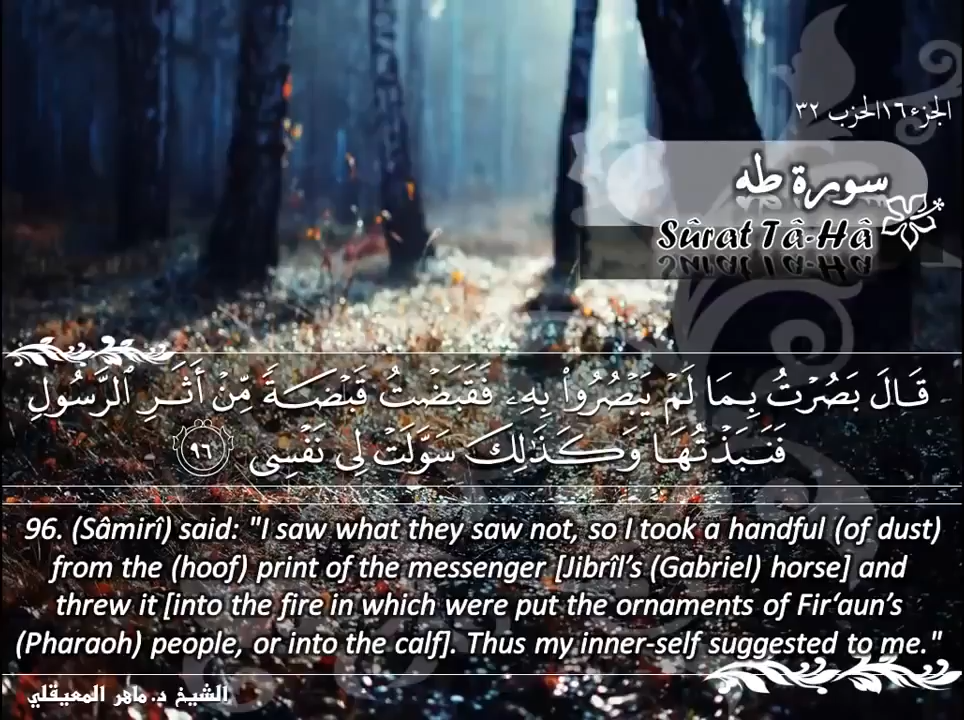 الجزء١٦الحزب ٣٢
سورة طه
Sûrat Tâ-Hâ
قَالَ بَصُرْتُ بِمَا لَمْ يَبْصُرُوا۟ بِهِۦ فَقَبَضْتُ قَبْضَةً مِّنْ أَثَرِ ٱلرَّسُولِ
فَنَبَذْتُهَا وَكَذَٰلِكَ سَوَّلَتْ لِى نَفْسِى ٩٦
96. (Sâmirî) said: "I saw what they saw not, so I took a handful (of dust)
from the (hoof) print of the messenger [Jibrîl’s (Gabriel) horse] and
threw it [into the fire in which were put the ornaments of Fir‘aun’s
(Pharaoh) people, or into the calf]. Thus my inner-self suggested to me."
الشيخ د. ماهر المعيقلي